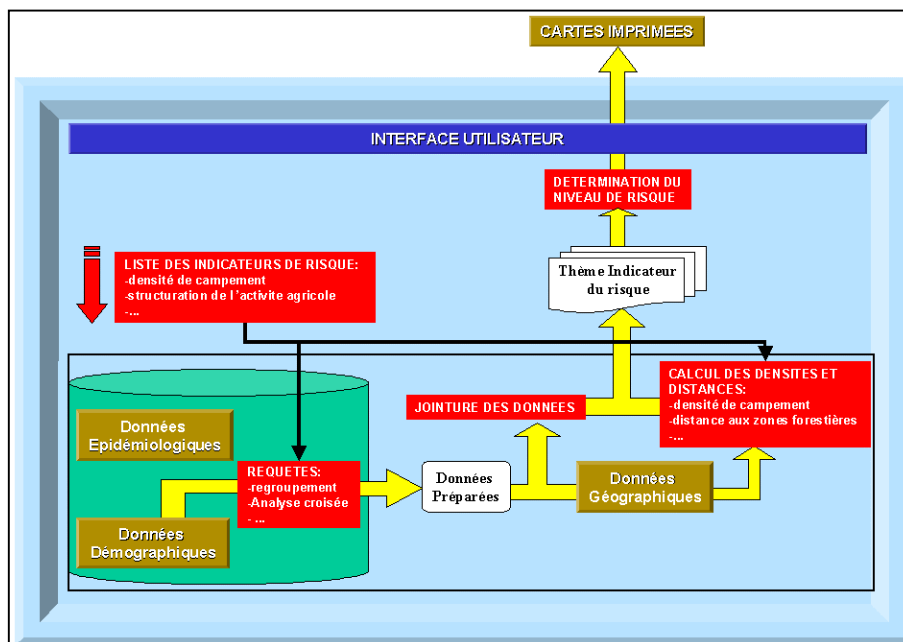 CARTES IMPRIMEES
INTERFACE UTILISATEUR
DETERMINATION DU
NIVEAU DE RISQUE
LISTE DES INDICATEURS DE RISQUE:
-densité de campement
-structuration de l'activite agricole
-...
Thème Indicateur
du risque
CALCUL DES DENSITES ET
DISTANCES:
-densité de campement
-distance aux zones forestières
-...
JOINTURE DES DONNEES
Données
Epidémiologiques
REQUETES:
-regroupement
-Analyse croisée
- ...
Données
Préparées
Données
Géographiques
Données
Démographiques